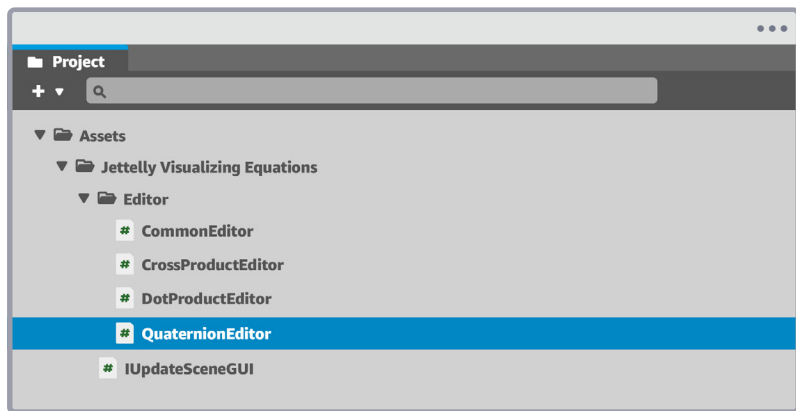 Project
Assets
Jettelly Visualizing Equations
Editor
# CommonEditor
# CrossProductEditor
# DotProductEditor
# QuaternionEditor
# IUpdateSceneGUI